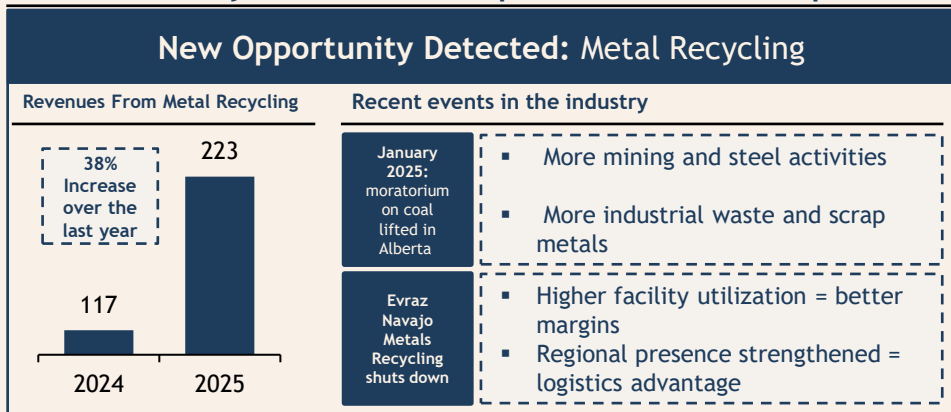 New Opportunity Detected: Metal Recycling
Revenues From Metal Recycling
38%
Increase
over the
last year
223
117
2024
2025
Recent events in the industry
January
2025:
moratorium
on coal
lifted in
Alberta
▪ More mining and steel activities
▪ More industrial waste and scrap
metals
Evraz
Navajo
Metals
Recycling
shuts down
▪ Higher facility utilization = better
margins
▪ Regional presence strengthened =
logistics advantage